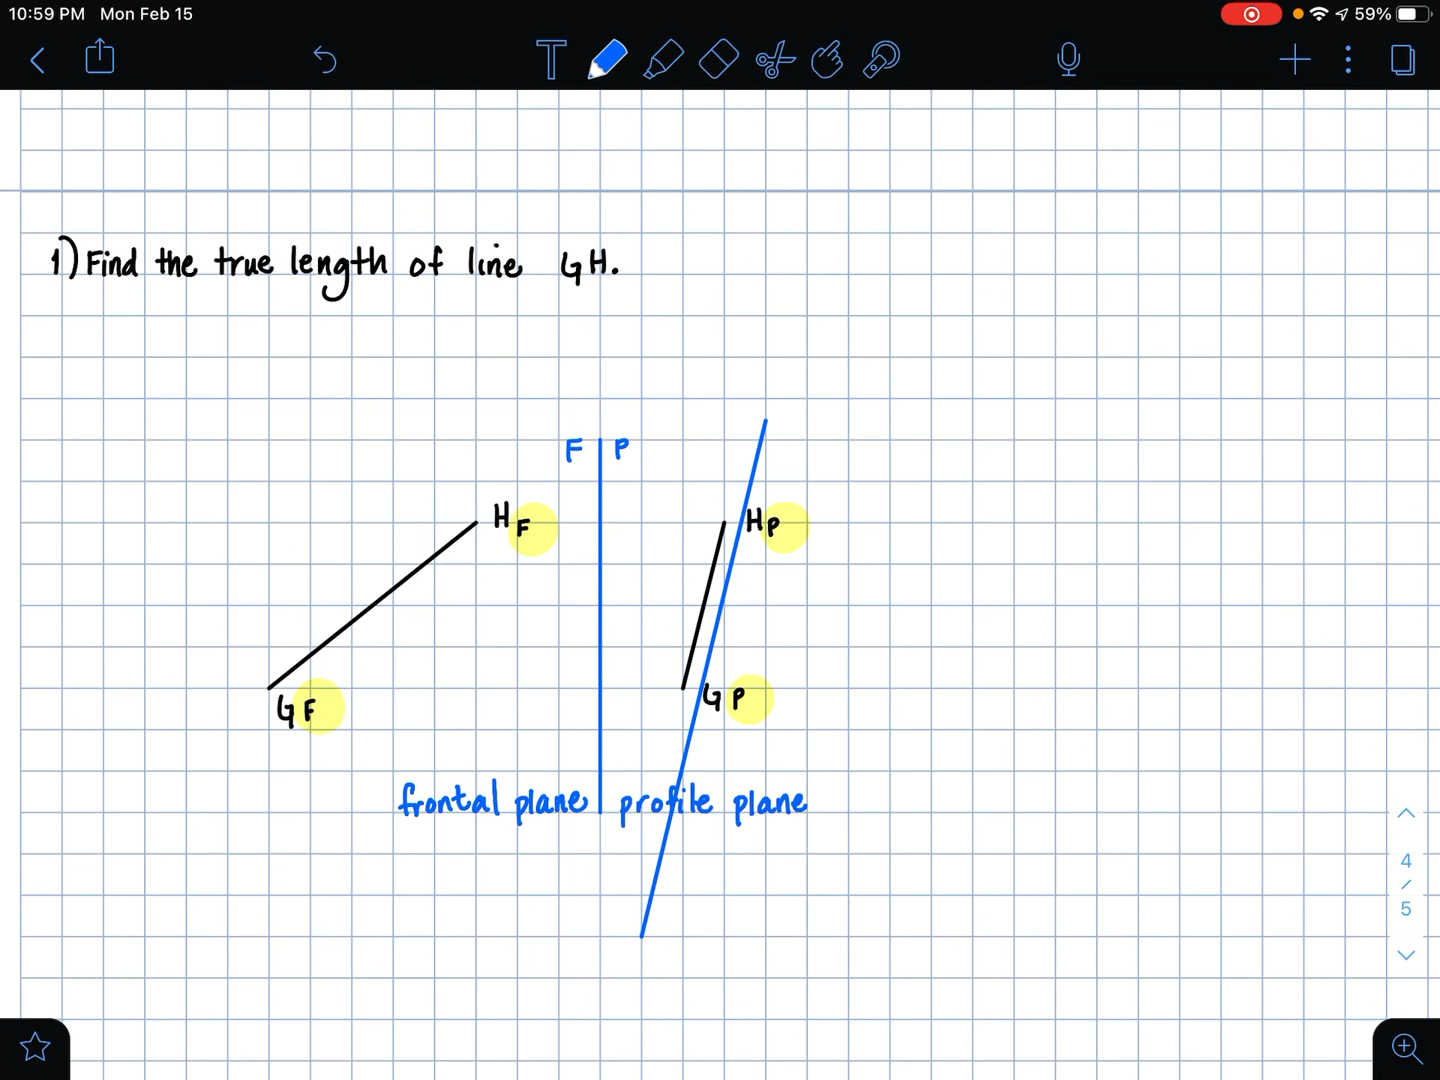 10:59 PM Mon Feb 15
59%
T
1) Find the true length of line GH.
F P
HF
HP
GF
GP
frontal plane profile plane
4
/
5